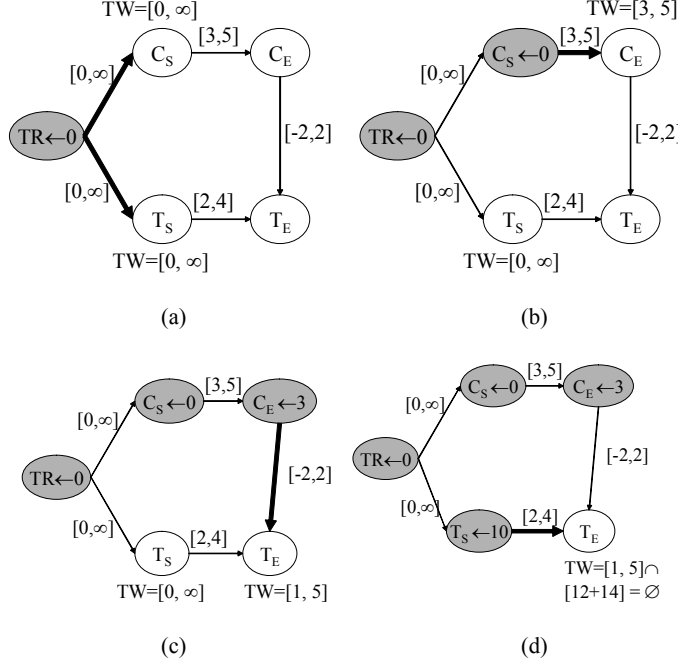 TW=[0, ∞]
[3,5]
C_S
C_E
[0,∞]
TR←0
[-2,2]
[0,∞]
[2,4]
T_S
T_E
TW=[0, ∞]
(a)
TW=[3, 5]
[3,5]
C_S←0
C_E
[0,∞]
TR←0
[-2,2]
[0,∞]
[2,4]
T_S
T_E
TW=[0, ∞]
(b)
[3,5]
C_S←0
C_E←3
[0,∞]
[-2,2]
TR←0
[0,∞]
[2,4]
T_S
T_E
TW=[0, ∞]
TW=[1, 5]
(c)
[3,5]
C_S←0
C_E←3
[0,∞]
[-2,2]
TR←0
[0,∞]
[2,4]
T_S←10
T_E
TW=[1, 5]∩
[12+14] = ∅
(d)